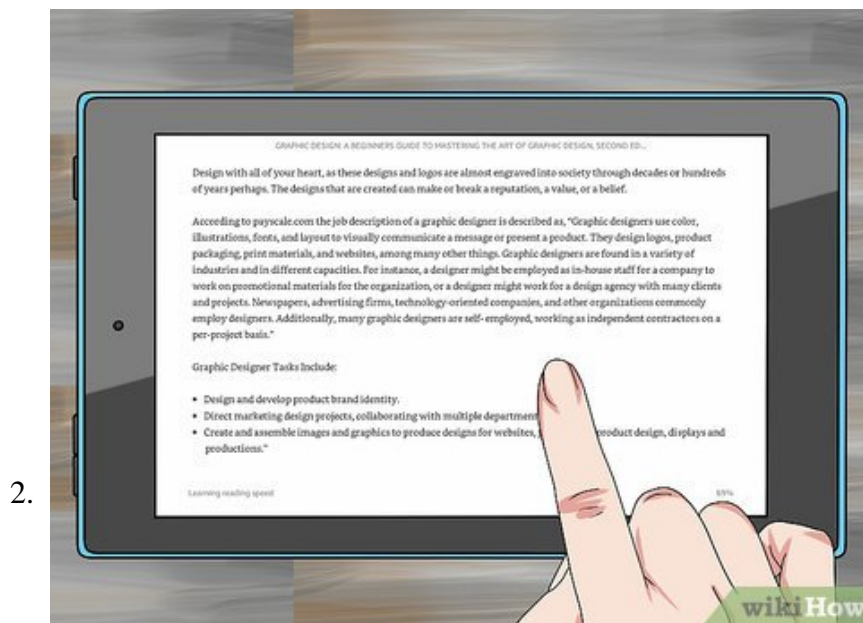 GRAPHIC DESIGN: A BEGINNERS GUIDE TO MASTERING THE ART OF GRAPHIC DESIGN, SECOND ED...
Design with all of your heart, as these designs and logos are almost engraved into society through decades or hundreds
of years perhaps. The designs that are created can make or break a reputation, a value, or a belief.
According to payscale.com the job description of a graphic designer is described as, "Graphic designers use color,
illustrations, fonts, and layout to visually communicate a message or present a product. They design logos, product
packaging, print materials, and websites, among many other things. Graphic designers are found in a variety of
industries and in different capacities. For instance, a designer might be employed as in-house staff for a company to
work on promotional materials for the organization, or a designer might work for a design agency with many clients
and projects. Newspapers, advertising firms, technology-oriented companies, and other organizations commonly
employ designers. Additionally, many graphic designers are self- employed, working as independent contractors on a
per-project basis."
Graphic Designer Tasks Include:
• Design and develop product brand identity.
• Direct marketing design projects, collaborating with multiple department
• Create and assemble images and graphics to produce designs for websites, product design, displays and
productions."
2.
Learning reading speed 69%
wikiHow